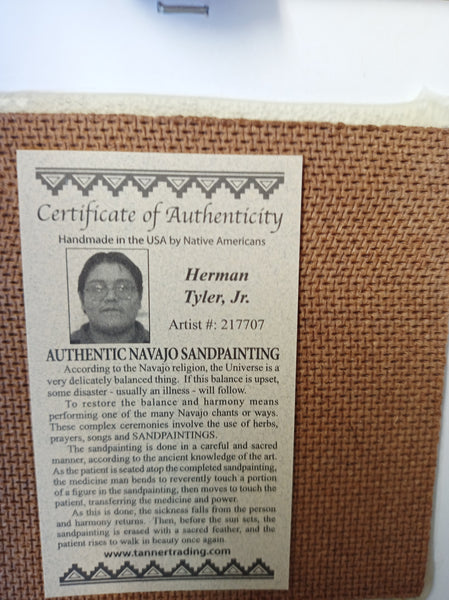 Certificate of Authenticity
Handmade in the USA by Native Americans
Herman
Tyler, Jr.
Artist #: 217707
AUTHENTIC NAVAJO SANDPAINTING
According to the Navajo religion, the Universe is a
very delicately balanced thing. If this balance is upset,
some disaster - usually an illness - will follow.
To restore the balance and harmony means
performing one of the many Navajo chants or ways.
These complex ceremonies involve the use of herbs,
prayers, songs and SANDPAINTINGS.
The sandpainting is done in a careful and sacred
manner, according to the ancient knowledge of the art.
As the patient is seated atop the completed sandpainting,
the medicine man bends to reverently touch a portion
of a figure in the sandpainting, then moves to touch the
patient, transferring the medicine and power.
As this is done, the sickness falls from the person
and harmony returns. Then, before the sun sets, the
sandpainting is erased with a sacred feather, and the
patient rises to walk in beauty once again.
www.tannertrading.com